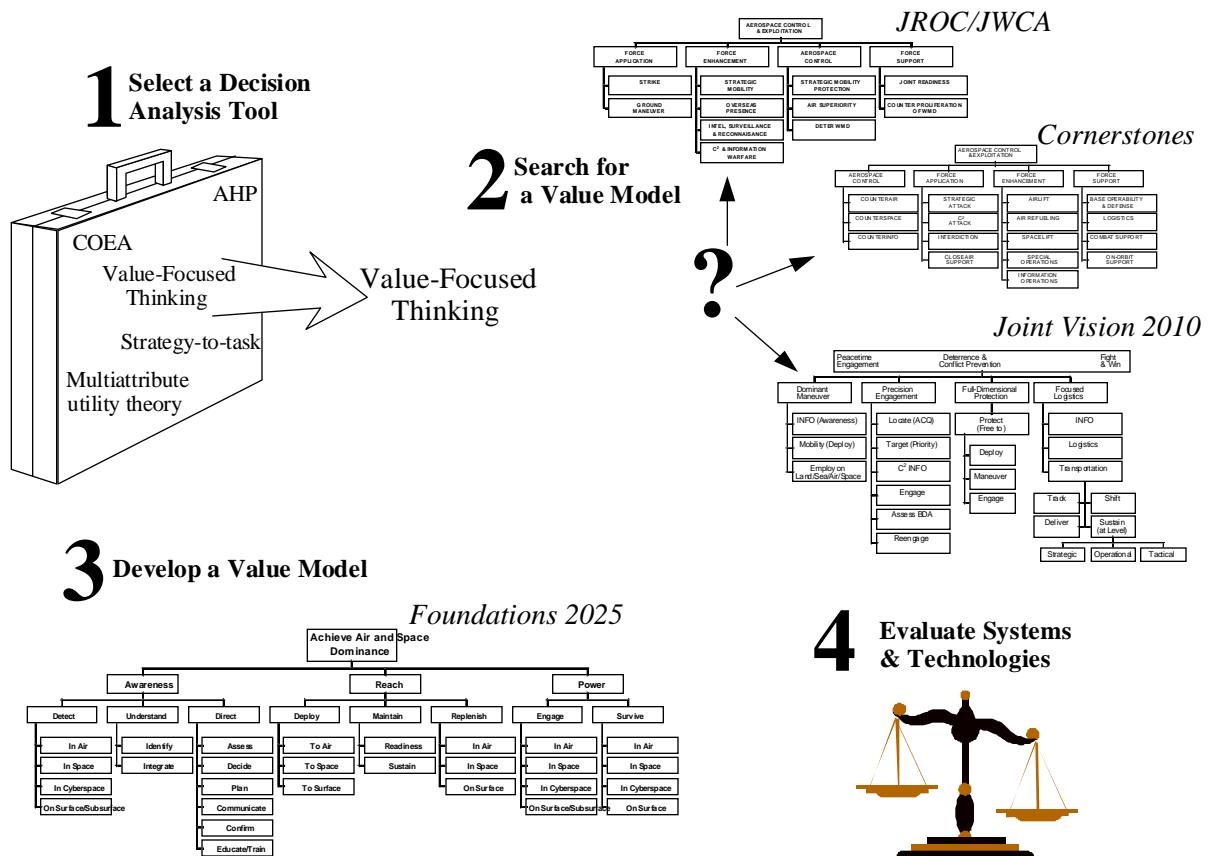 1
Select a Decision
Analysis Tool
AHP
COEA
Value-Focused
Thinking
Strategy-to-task
Multiattribute
utility theory
Value-Focused
Thinking
2
Search for
a Value Model
?
JROC/JWCA
AEROSPACE CONTROL
& EXPLOITATION
FORCE
APPLICATION
STRIKE
GROUND
MANEUVER
FORCE
ENHANCEMENT
STRATEGIC
MOBILITY
OVERSEAS
PRESENCE
INTEL, SURVEILLANCE
& RECONNAISANCE
C² & INFORMATION
WARFARE
AEROSPACE
CONTROL
STRATEGIC MOBILITY
PROTECTION
AIR SUPERIORITY
DETER WMD
FORCE
SUPPORT
JOINT READINESS
COUNTER PROLIFERATION
OF WMD
Cornerstones
AEROSPACE CONTROL
& EXPLOITATION
AEROSPACE
CONTROL
COUNTERAIR
COUNTERSPACE
COUNTERINFO
FORCE
APPLICATION
STRATEGIC
ATTACK
C²
ATTACK
INTERDICTION
CLOSE AIR
SUPPORT
FORCE
ENHANCEMENT
AIRLIFT
AIR REFUELING
SPACELIFT
SPECIAL
OPERATIONS
INFORMATION
OPERATIONS
FORCE
SUPPORT
BASE OPERABILITY
& DEFENSE
LOGISTICS
COMBAT SUPPORT
ON-ORBIT
SUPPORT
Joint Vision 2010
Peacetime
Engagement
Deterrence &
Conflict Prevention
Fight
& Win
Dominant
Maneuver
INFO (Awareness)
Mobility (Deploy)
Employ on
Land/Sea/Air/Space
Precision
Engagement
Locate (ACQ)
Target (Priority)
C² INFO
Engage
Assess BDA
Reengage
Full-Dimensional
Protection
Protect
(Free to)
Deploy
Maneuver
Engage
Focused
Logistics
INFO
Logistics
Transportation
Track
Shift
Deliver
Sustain
(at Level)
Strategic
Operational
Tactical
3
Develop a Value Model
Foundations 2025
Achieve Air and Space
Dominance
Awareness
Detect
In Air
In Space
In Cyberspace
On Surface/Subsurface
Understand
Identify
Integrate
Direct
Assess
Decide
Plan
Communicate
Confirm
Educate/Train
Reach
Deploy
To Air
To Space
To Surface
Maintain
Readiness
Sustain
Replenish
In Air
In Space
On Surface
Power
Engage
In Air
In Space
In Cyberspace
On Surface/Subsurface
Survive
In Air
In Space
In Cyberspace
On Surface
4
Evaluate Systems
& Technologies